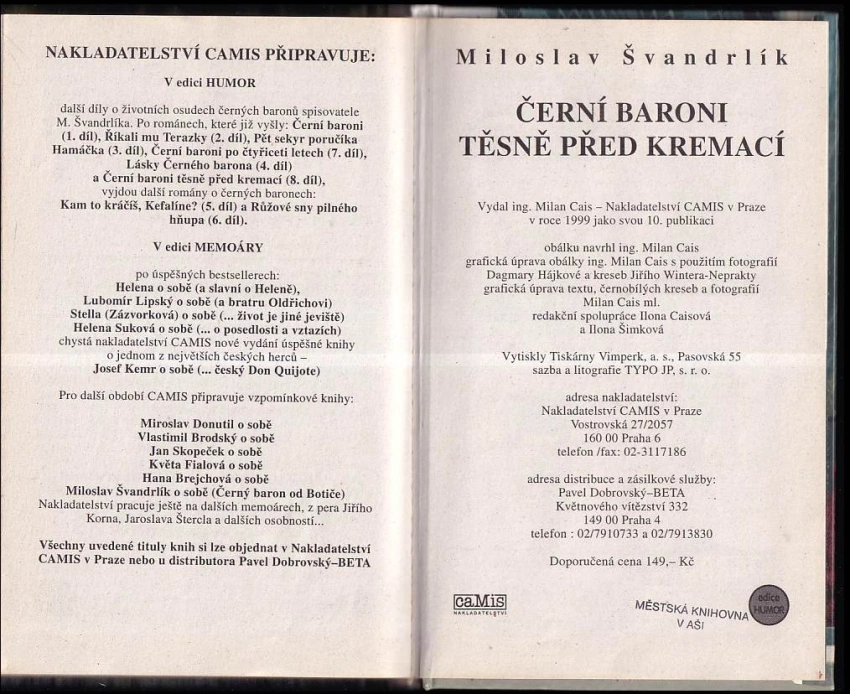 NAKLADATELSTVÍ CAMIS PŘIPRAVUJE:
V edici HUMOR
další díly o životních osudech černých baronů spisovatele
M. Švandrlíka. Po románech, které již vyšly: Černí baroni
(1. díl), Říkali mu Terazky (2. díl), Pět sekyr poručíka
Hamáčka (3. díl), Černí baroni po čtyřiceti letech (7. díl),
Lásky Černého barona (4. díl)
a Černí baroni těsně před kremací (8. díl),
vyjdou další romány o černých baronech:
Kam to kráčíš, Kefalíne? (5. díl) a Růžové sny pilného
hňupa (6. díl).
V edici MEMOÁRY
po úspěšných bestsellerech:
Helena o sobě (a slavní o Heleně),
Lubomír Lipský o sobě (a bratru Oldřichovi)
Stella (Zázvorková) o sobě (... život je jiné jeviště)
Helena Suková o sobě (... o posedlosti a vztazích)
chystá nakladatelství CAMIS nové vydání úspěšné knihy
o jednom z největších českých herců –
Josef Kemr o sobě (... český Don Quijote)
Pro další období CAMIS připravuje vzpomínkové knihy:
Miroslav Donutil o sobě
Vlastimil Brodský o sobě
Jan Skopeček o sobě
Květa Fialová o sobě
Hana Brejchová o sobě
Miloslav Švandrlík o sobě (Černý baron od Botiče)
Nakladatelství pracuje ještě na dalších memoárech, z pera Jiřího
Korna, Jaroslava Štercla a dalších osobností...
Všechny uvedené tituly knih si lze objednat v Nakladatelství
CAMIS v Praze nebo u distributora Pavel Dobrovský–BETA
Miloslav Švandrlík
ČERNÍ BARONI
TĚSNĚ PŘED KREMACÍ
Vydal ing. Milan Cais – Nakladatelství CAMIS v Praze
v roce 1999 jako svou 10. publikaci
obálku navrhl ing. Milan Cais
grafická úprava obálky ing. Milan Cais s použitím fotografií
Dagmary Hájkové a kreseb Jiřího Wintera-Neprakty
grafická úprava textu, černobílých kreseb a fotografií
Milan Cais ml.
redakční spolupráce Ilona Caisová
a Ilona Šimková
Vytiskly Tiskárny Vimperk, a. s., Pasovská 55
sazba a litografie TYPO JP, s. r. o.
adresa nakladatelství:
Nakladatelství CAMIS v Praze
Vostrovská 27/2057
160 00 Praha 6
telefon /fax: 02-3117186
adresa distribuce a zásilkové služby:
Pavel Dobrovský–BETA
Květnového vítězství 332
149 00 Praha 4
telefon : 02/7910733 a 02/7913830
Doporučená cena 149,– Kč
caMis
NAKLADATELSTVÍ
MĚSTSKÁ KNIHOVNA
V AŠI
edice
HUMOR